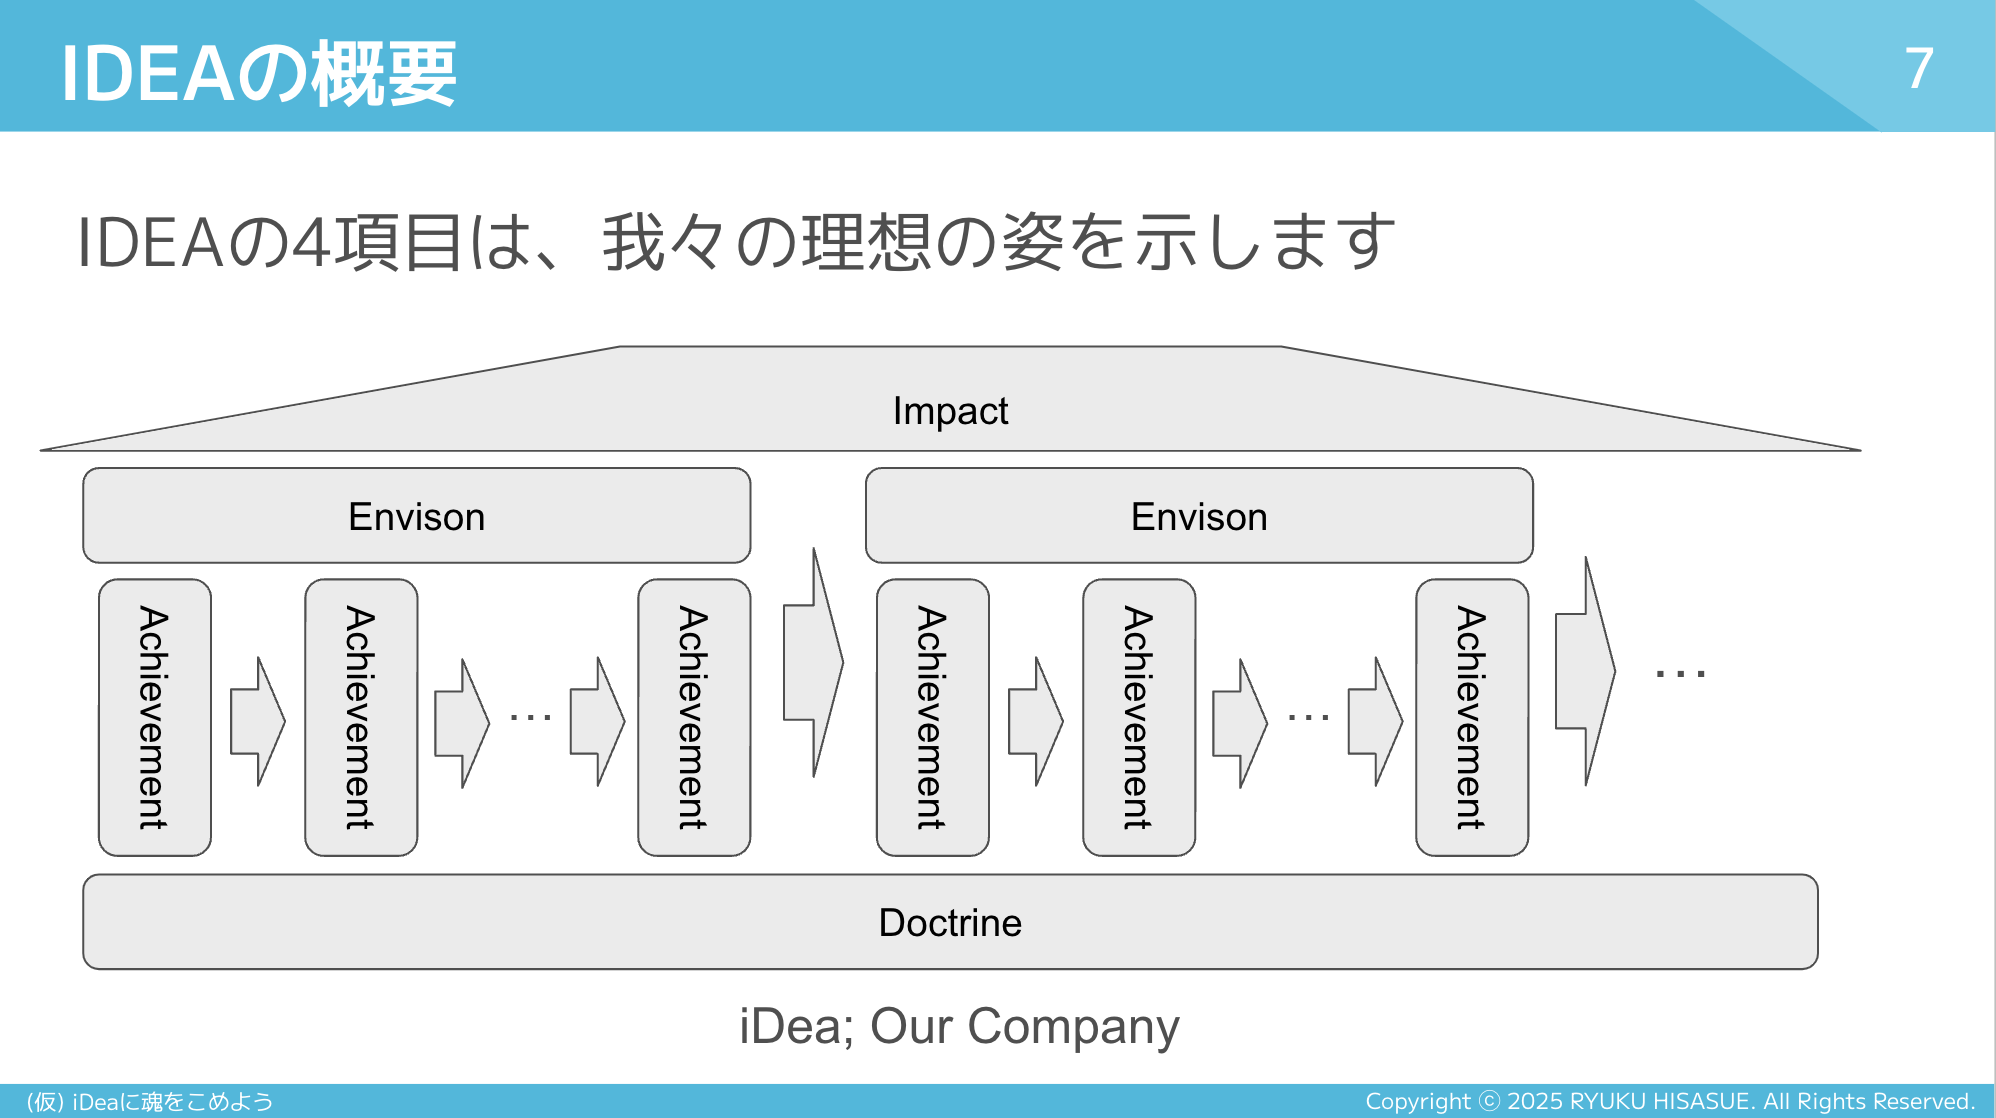 IDEAの概要
7
IDEAの4項目は、我々の理想の姿を示します
Impact
Envison
Envison
Achievement
Achievement
...
Achievement
Achievement
Achievement
...
Achievement
...
Doctrine
iDea; Our Company
(仮) iDeaに魂をこめよう
Copyright ⓒ 2025 RYUKU HISASUE. All Rights Reserved.